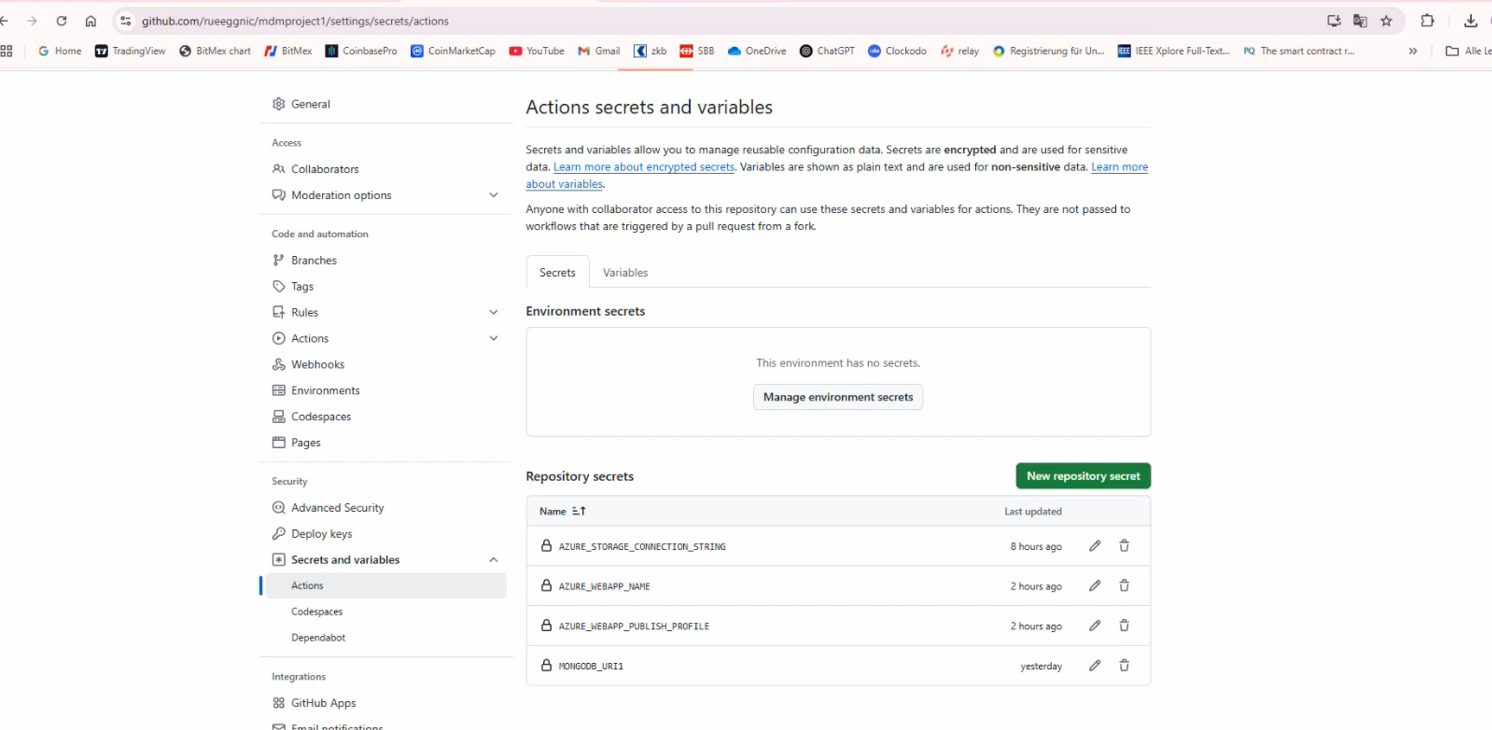 github.com/rueeggnic/mdmproject1/settings/secrets/actions
Home TradingView BitMex chart BitMex CoinbasePro CoinMarketCap YouTube Gmail zkb SBB OneDrive ChatGPT Clockodo relay Registrierung für Un... IEEE Xplore Full-Text... PQ The smart contract r... » Alle Le
General
Access
Collaborators
Moderation options
Code and automation
Branches
Tags
Rules
Actions
Webhooks
Environments
Codespaces
Pages
Security
Advanced Security
Deploy keys
Secrets and variables
Actions
Codespaces
Dependabot
Integrations
GitHub Apps
Email notifications
Actions secrets and variables
Secrets and variables allow you to manage reusable configuration data. Secrets are encrypted and are used for sensitive
data. Learn more about encrypted secrets. Variables are shown as plain text and are used for non-sensitive data. Learn more
about variables.
Anyone with collaborator access to this repository can use these secrets and variables for actions. They are not passed to
workflows that are triggered by a pull request from a fork.
Secrets Variables
Environment secrets
This environment has no secrets.
Manage environment secrets
Repository secrets New repository secret
Name Last updated
AZURE_STORAGE_CONNECTION_STRING 8 hours ago
AZURE_WEBAPP_NAME 2 hours ago
AZURE_WEBAPP_PUBLISH_PROFILE 2 hours ago
MONGODB_URI1 yesterday